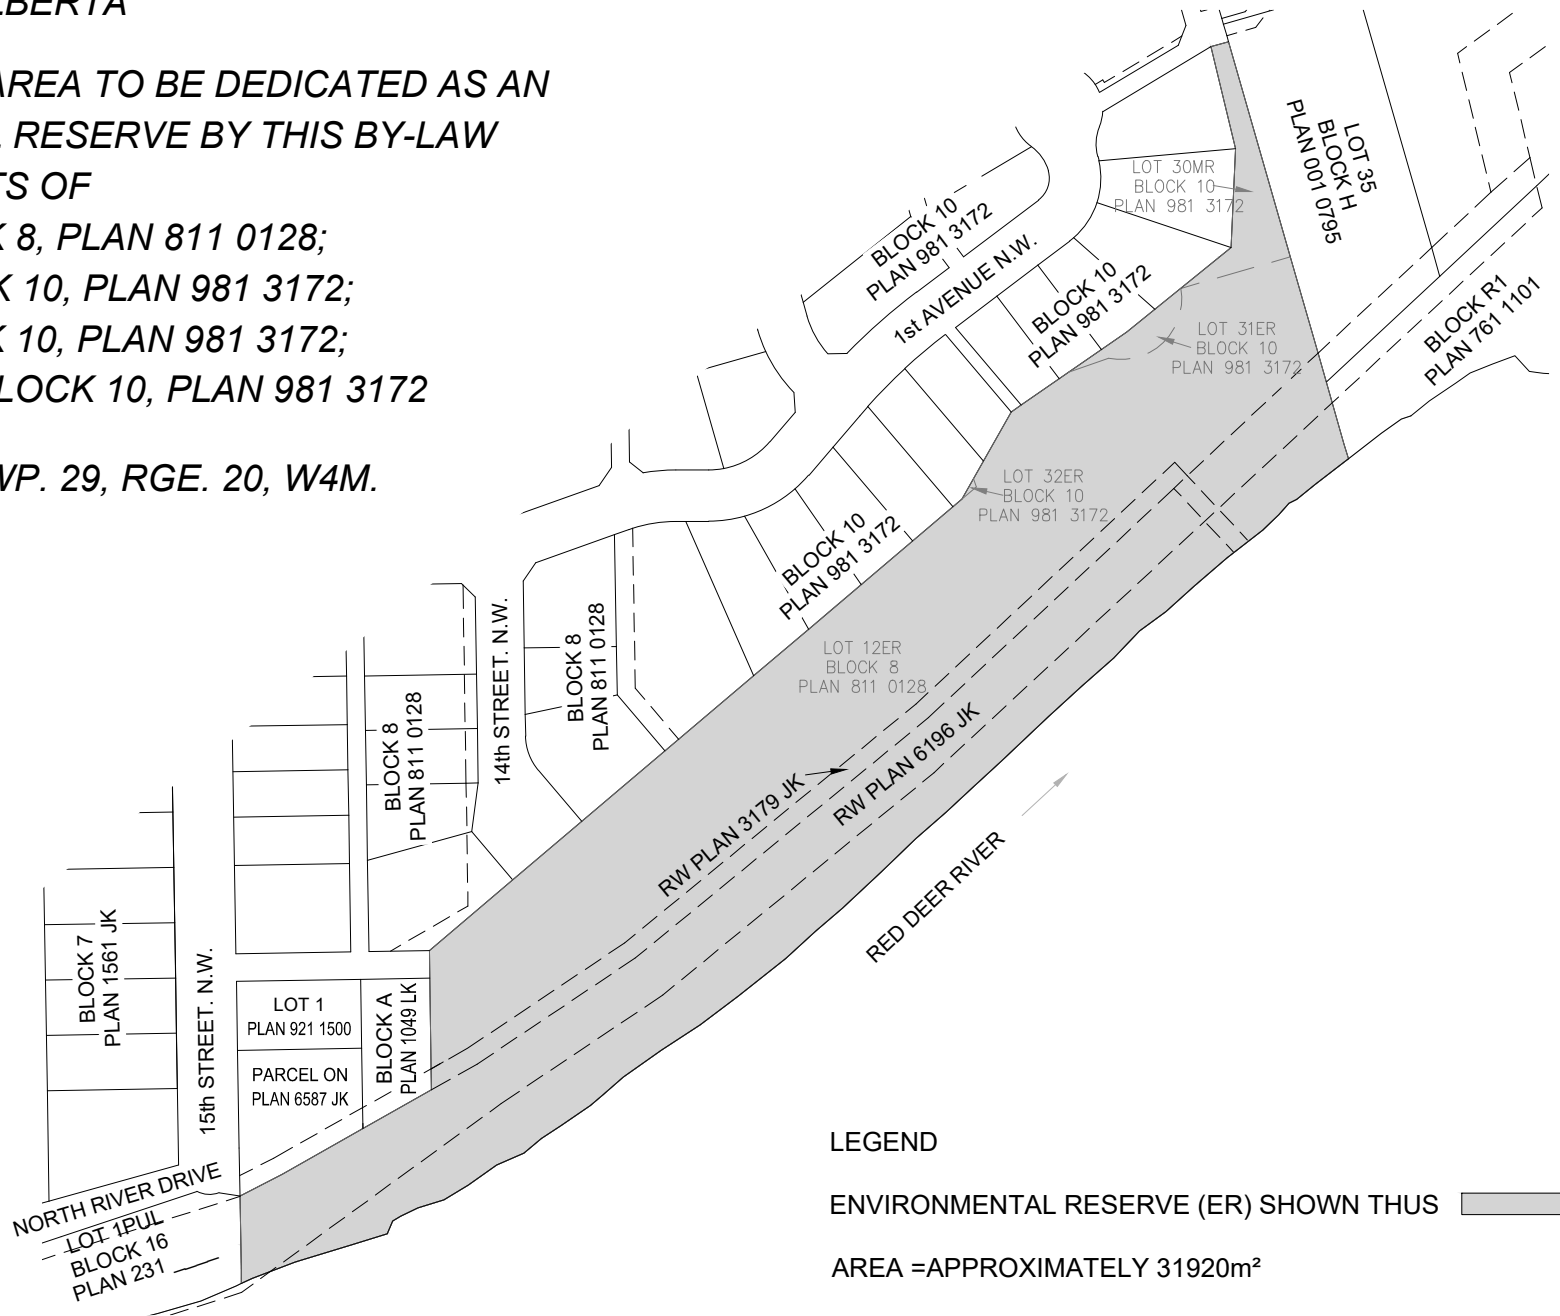 LBERTA
AREA TO BE DEDICATED AS AN
RESERVE BY THIS BY-LAW
TS OF
K 8, PLAN 811 0128;
K 10, PLAN 981 3172;
K 10, PLAN 981 3172;
LOCK 10, PLAN 981 3172
WP. 29, RGE. 20, W4M.
LOT 35
BLOCK H
PLAN 001 0795
LOT 30MR
BLOCK 10
PLAN 981 3172
BLOCK 10
PLAN 981 3172
1st AVENUE N.W.
BLOCK 10
PLAN 981 3172
BLOCK R1
PLAN 761 1101
LOT 31ER
BLOCK 10
PLAN 981 3172
LOT 32ER
BLOCK 10
PLAN 981 3172
BLOCK 10
PLAN 981 3172
LOT 12ER
BLOCK 8
PLAN 811 0128
14th STREET. N.W.
BLOCK 8
PLAN 811 0128
BLOCK 8
PLAN 811 0128
RW PLAN 3179 JK
RW PLAN 6196 JK
RED DEER RIVER
BLOCK 7
PLAN 1561 JK
15th STREET. N.W.
LOT 1
PLAN 921 1500
PARCEL ON
PLAN 6587 JK
BLOCK A
PLAN 1049 LK
NORTH RIVER DRIVE
LOT 1PUL
BLOCK 16
PLAN 231
LEGEND
ENVIRONMENTAL RESERVE (ER) SHOWN THUS
AREA =APPROXIMATELY 31920m²